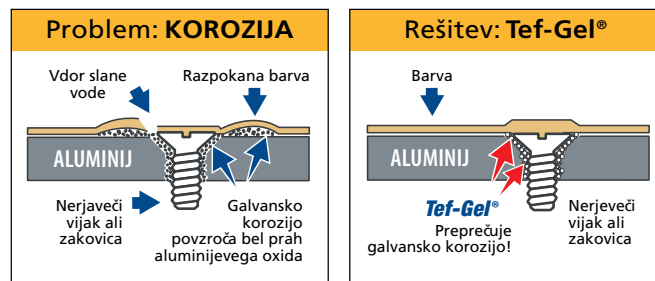 Problem: KOROZIJA
Vdor slane
vode
Razpokana barva
ALUMINIJ
Nerjaveči
vijak ali
zakovica
Galvansko
korozijo
povzroča bel prah
aluminijevega oxida
Rešitev: Tef-Gel®
Barva
ALUMINIJ
Tef-Gel®
Preprečuje
galvansko korozijo!
Nerjeveči
vijak ali
zakovica